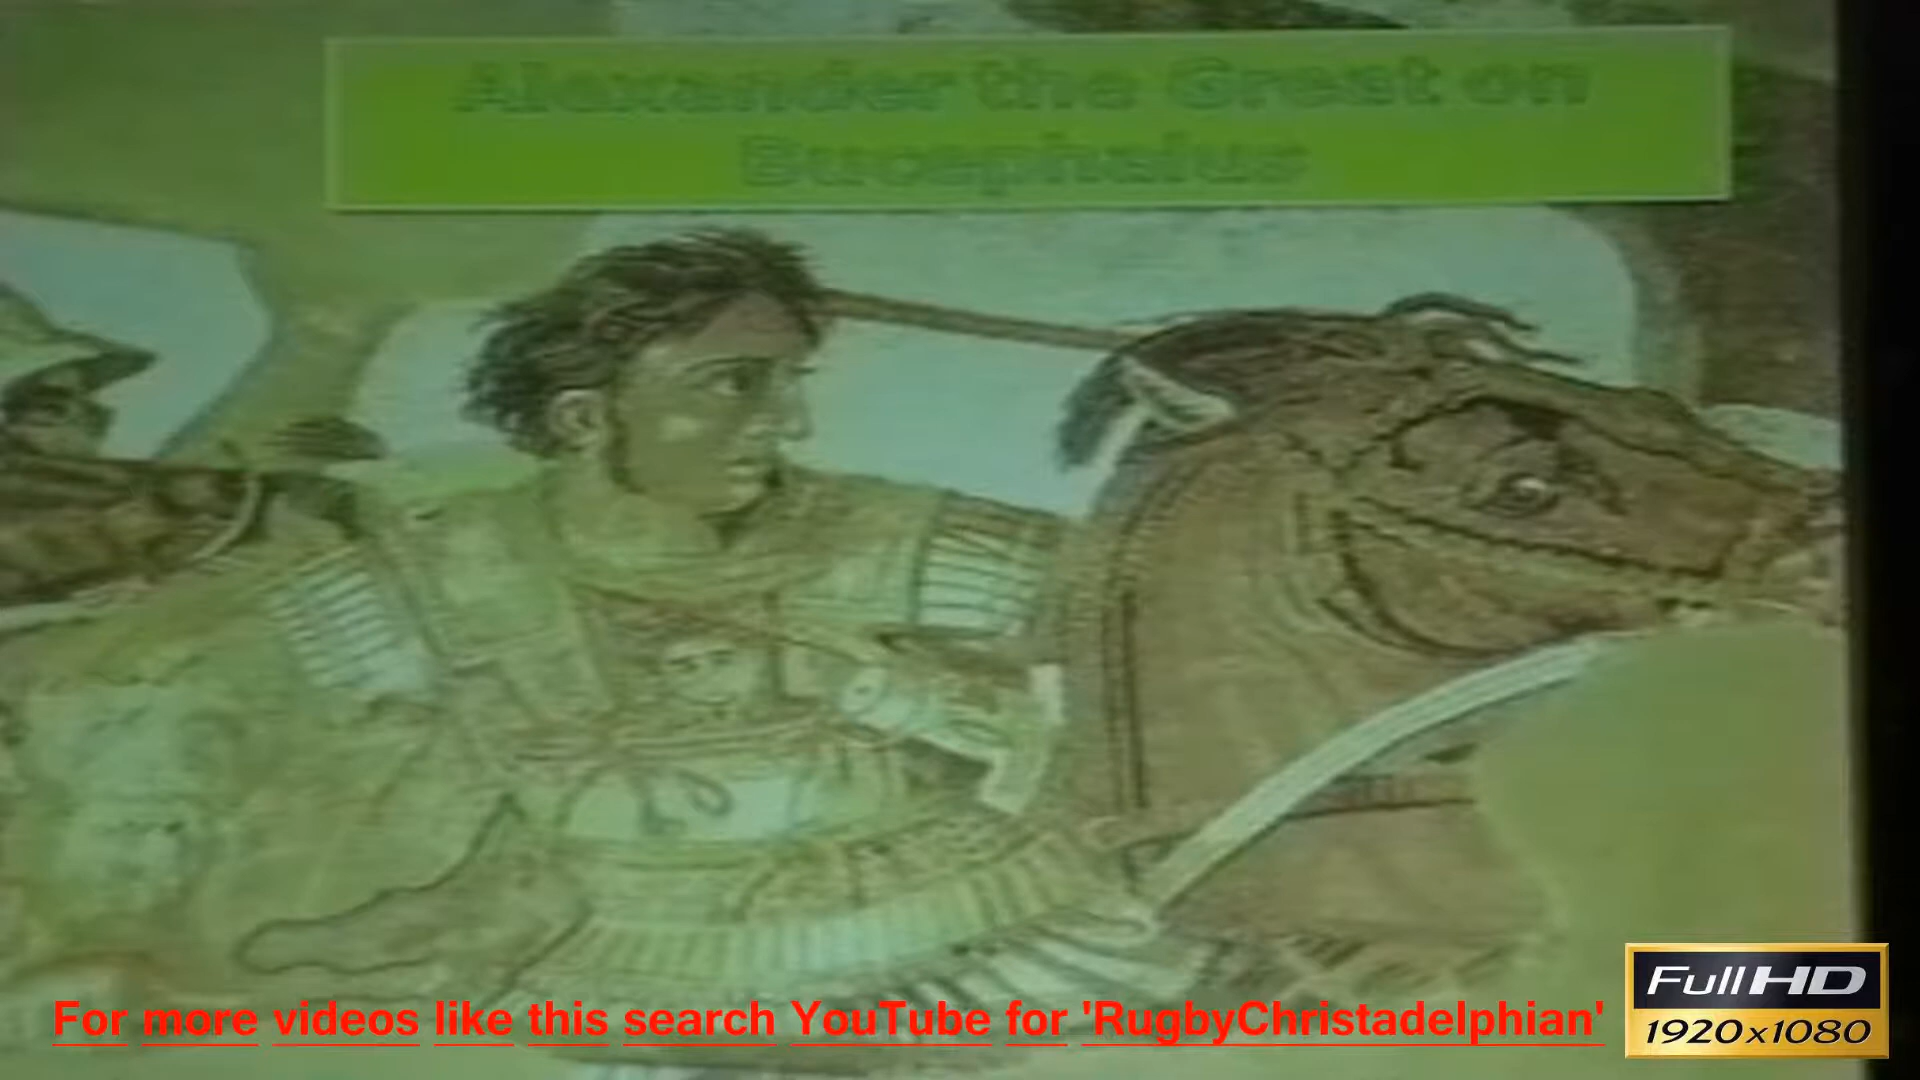 Alexander the Great on
Bucephalus
For more videos like this search YouTube for 'RugbyChristadelphian'
Full HD
1920x1080